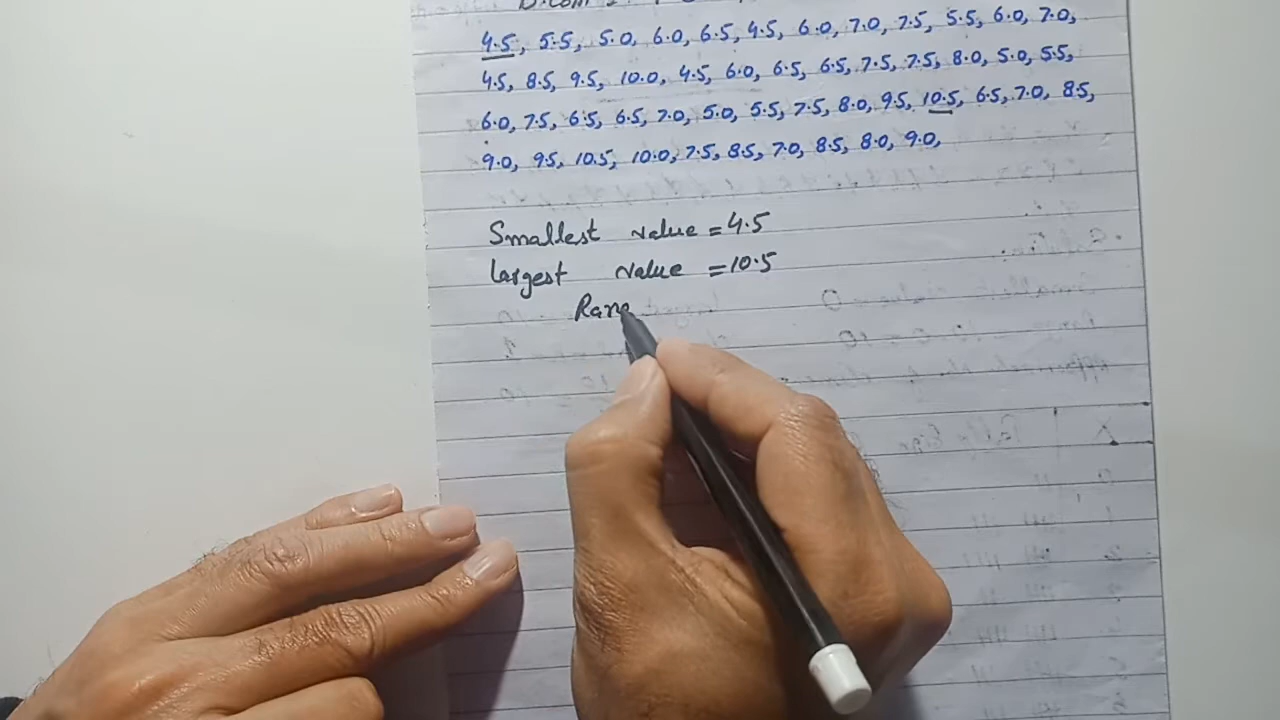 4.5, 5.5, 5.0, 6.0, 6.5, 4.5, 6.0, 7.0, 7.5, 5.5, 6.0, 7.0,
4.5, 8.5, 9.5, 10.0, 4.5, 6.0, 6.5, 6.5, 7.5, 7.5, 8.0, 5.0, 5.5,
6.0, 7.5, 6.5, 6.5, 7.0, 5.0, 5.5, 7.5, 8.0, 9.5, 10.5, 6.5, 7.0, 8.5,
9.0, 9.5, 10.5, 10.0, 7.5, 8.5, 7.0, 8.5, 8.0, 9.0,
Smallest value = 4.5
largest value = 10.5
Rang